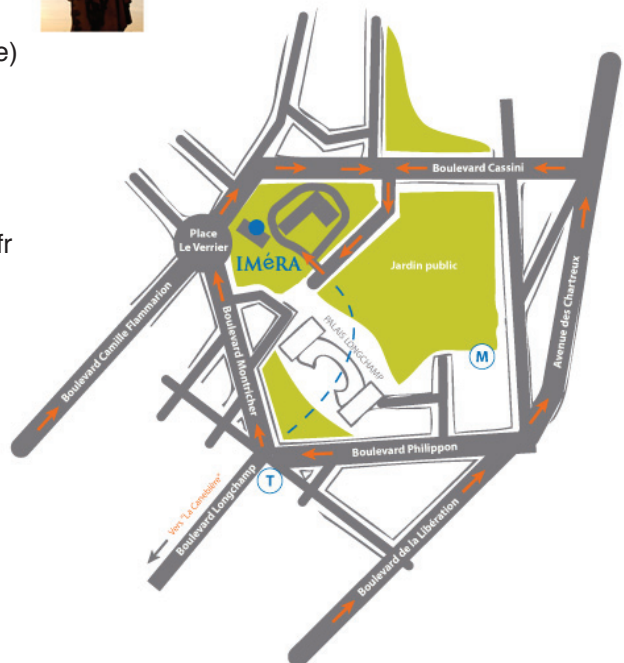 e)
fr
Boulevard Cassini
Place
Le Verrier
IMéRA
Jardin public
Boulevard Camille Flammarion
Boulevard Montricher
PALAIS LONGCHAMP
Avenue des Chartreux
M
Boulevard Philippon
T
Vers "La Canebière"
Boulevard Longchamp
Boulevard de la Libération